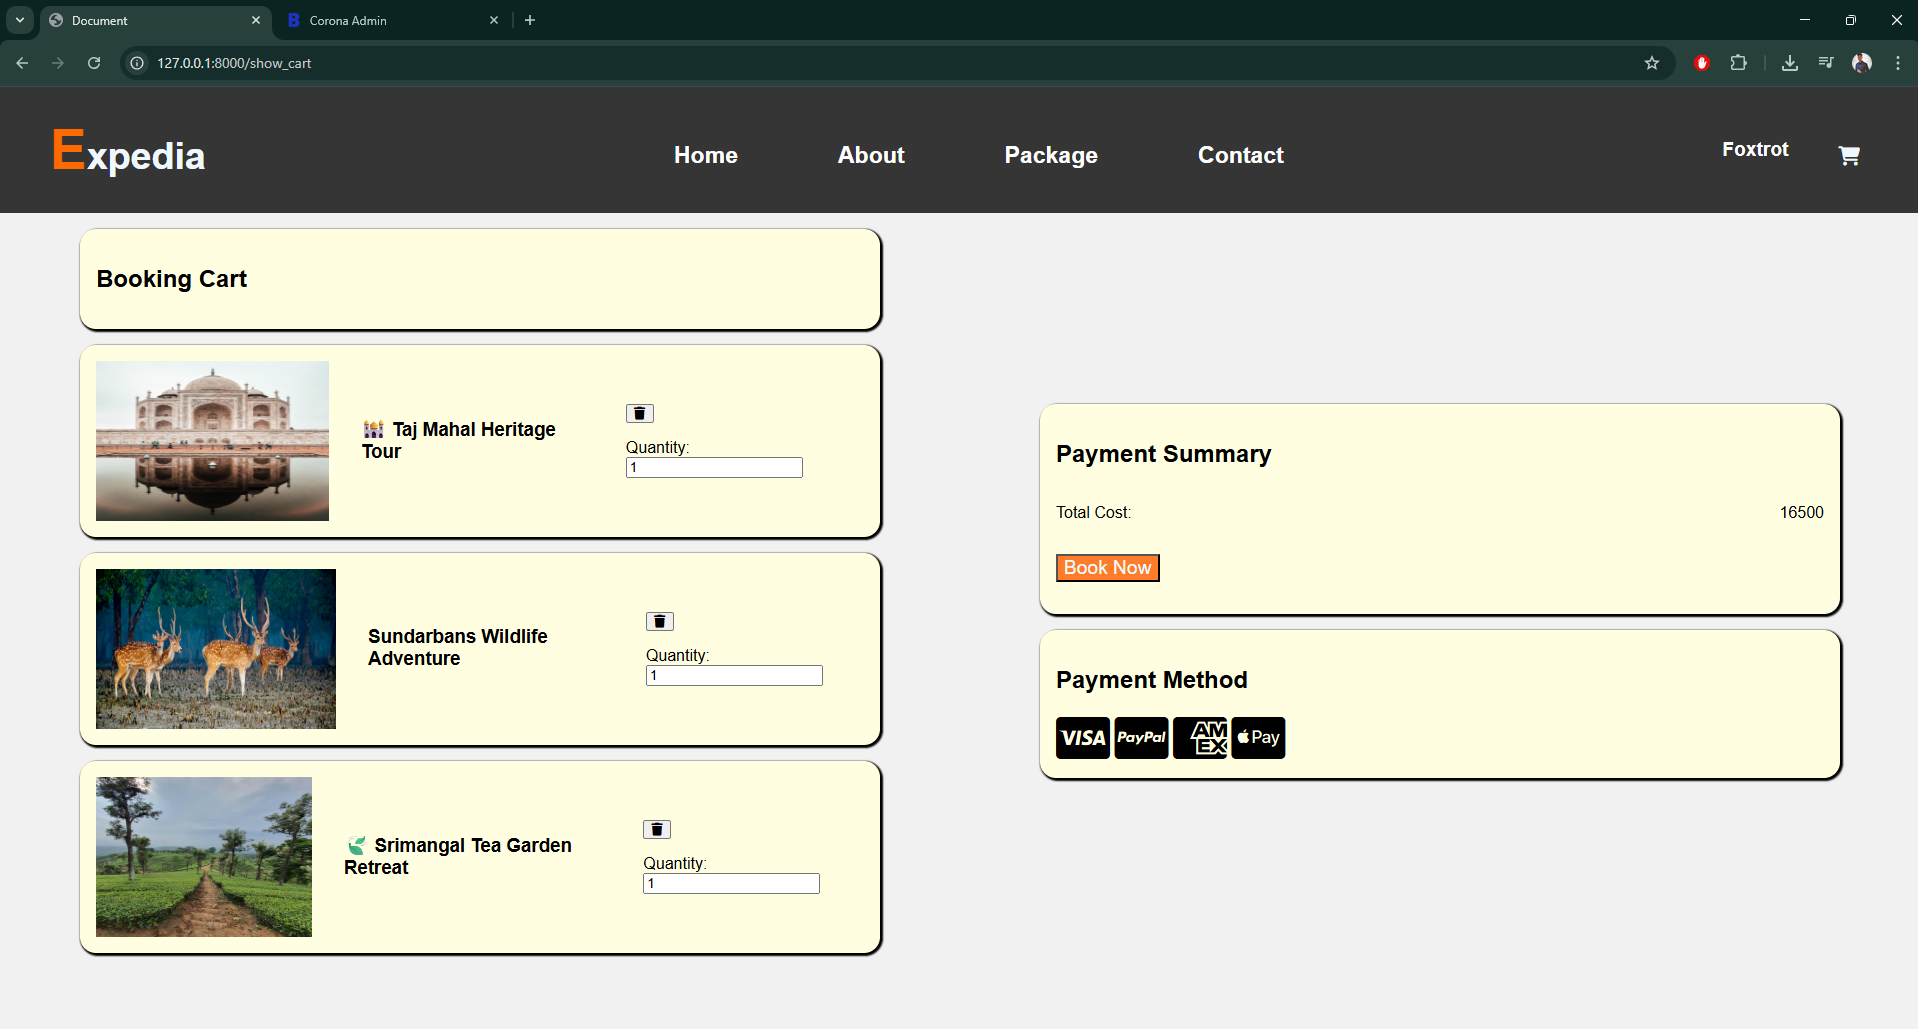 Document
Corona Admin
127.0.0.1:8000/show_cart
Expedia
Home
About
Package
Contact
Foxtrot
Booking Cart
🕌 Taj Mahal Heritage
Tour
Quantity:
1
Sundarbans Wildlife
Adventure
Quantity:
1
🍃 Srimangal Tea Garden
Retreat
Quantity:
1
Payment Summary
Total Cost:
16500
Book Now
Payment Method
VISA
PayPal
AM
EX
Pay